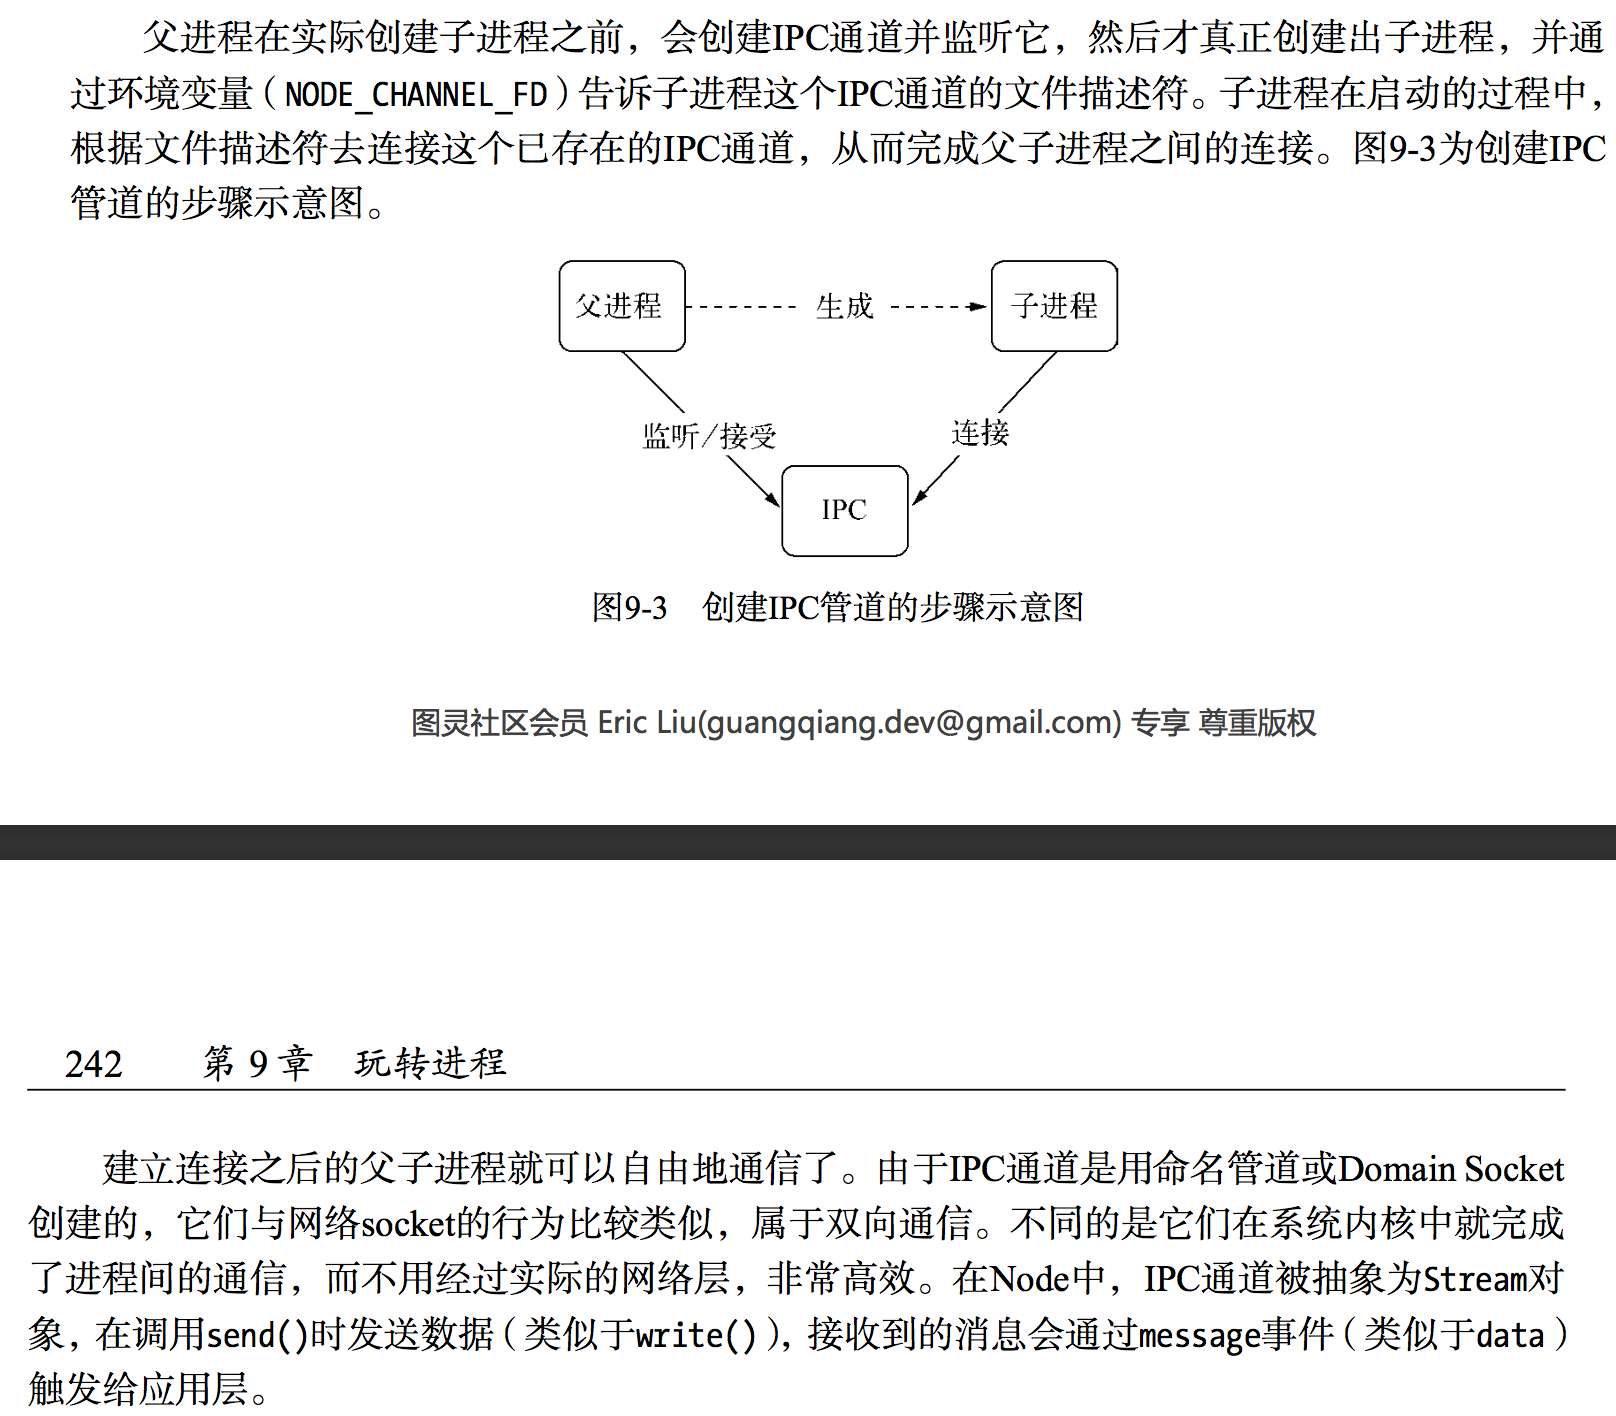 父进程在实际创建子进程之前，会创建IPC通道并监听它，然后才真正创建出子进程，并通
过环境变量（NODE_CHANNEL_FD）告诉子进程这个IPC通道的文件描述符。子进程在启动的过程中，
根据文件描述符去连接这个已存在的IPC通道，从而完成父子进程之间的连接。图9-3为创建IPC
管道的步骤示意图。
父进程 生成 子进程
监听/接受 连接
IPC
图9-3 创建IPC管道的步骤示意图
图灵社区会员 Eric Liu(guangqiang.dev@gmail.com) 专享 尊重版权
242 第 9 章 玩转进程
建立连接之后的父子进程就可以自由地通信了。由于IPC通道是用命名管道或Domain Socket
创建的，它们与网络socket的行为比较类似，属于双向通信。不同的是它们在系统内核中就完成
了进程间的通信，而不用经过实际的网络层，非常高效。在Node中，IPC通道被抽象为Stream对
象，在调用send()时发送数据（类似于write()），接收到的消息会通过message事件（类似于data）
触发给应用层。